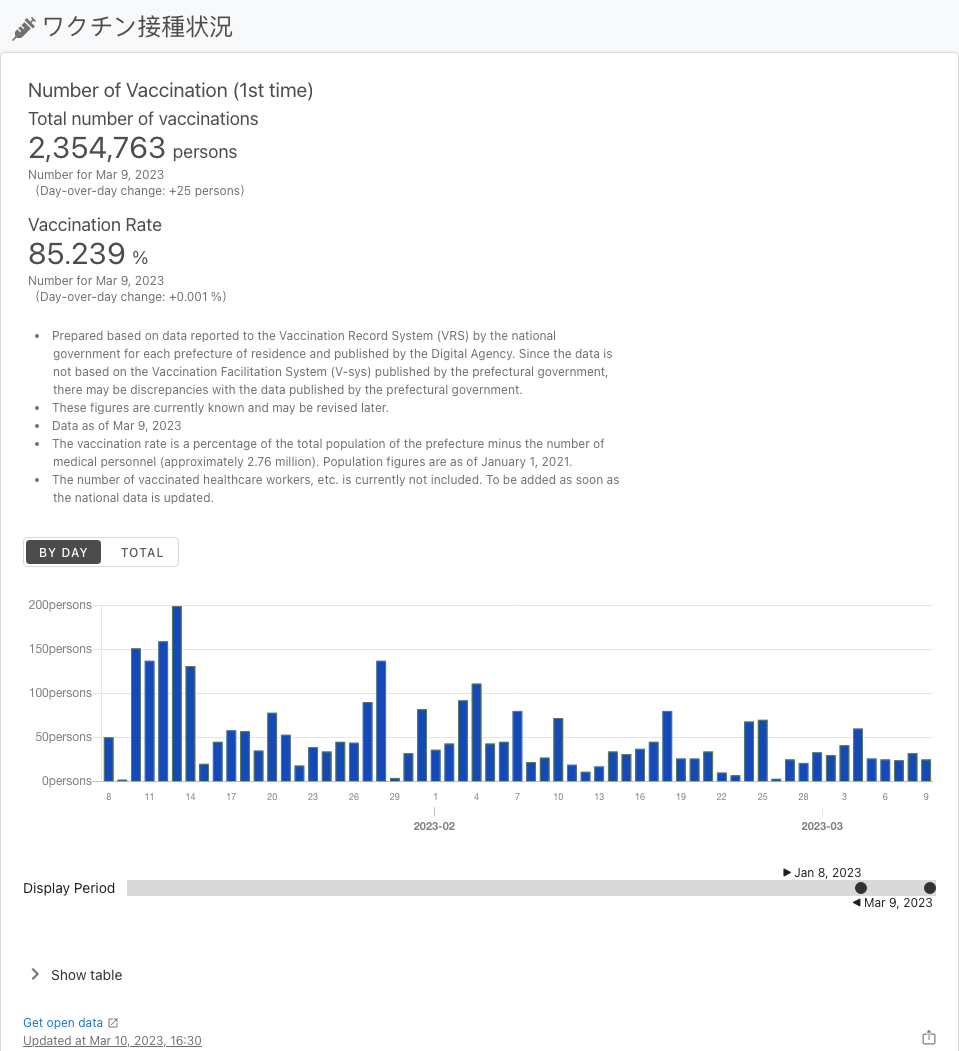 ワクチン接種状況
Number of Vaccination (1st time)
Total number of vaccinations
2,354,763 persons
Number for Mar 9, 2023
(Day-over-day change: +25 persons)
Vaccination Rate
85.239 %
Number for Mar 9, 2023
(Day-over-day change: +0.001 %)
• Prepared based on data reported to the Vaccination Record System (VRS) by the national
government for each prefecture of residence and published by the Digital Agency. Since the data is
not based on the Vaccination Facilitation System (V-sys) published by the prefectural government,
there may be discrepancies with the data published by the prefectural government.
• These figures are currently known and may be revised later.
• Data as of Mar 9, 2023
• The vaccination rate is a percentage of the total population of the prefecture minus the number of
medical personnel (approximately 2.76 million). Population figures are as of January 1, 2021.
• The number of vaccinated healthcare workers, etc. is currently not included. To be added as soon as
the national data is updated.
BY DAY TOTAL
200persons
150persons
100persons
50persons
0persons
8 11 14 17 20 23 26 29 1 4 7 10 13 16 19 22 25 28 3 6 9
2023-02 2023-03
Jan 8, 2023
Display Period
Mar 9, 2023
Show table
Get open data
Updated at Mar 10, 2023, 16:30